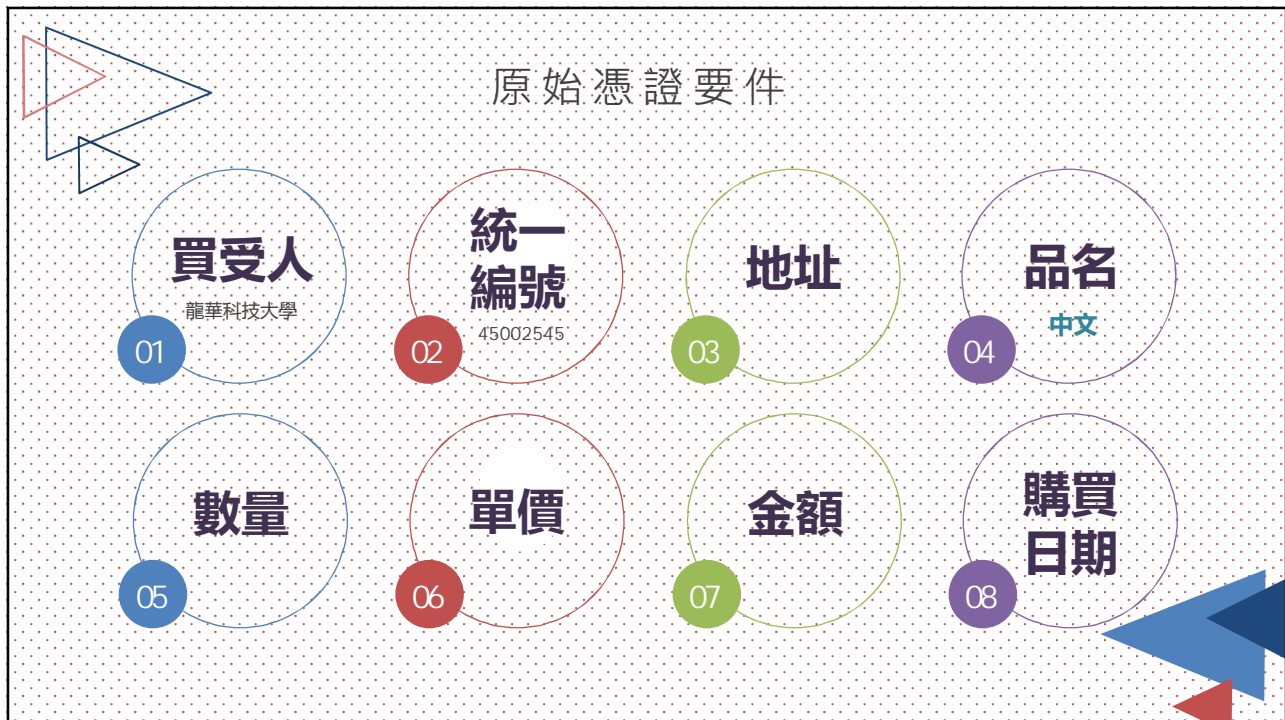 原始憑證要件
買受人
龍華科技大學
01
統一
編號
45002545
02
地址
03
品名
中文
04
數量
05
單價
06
金額
07
購買
日期
08